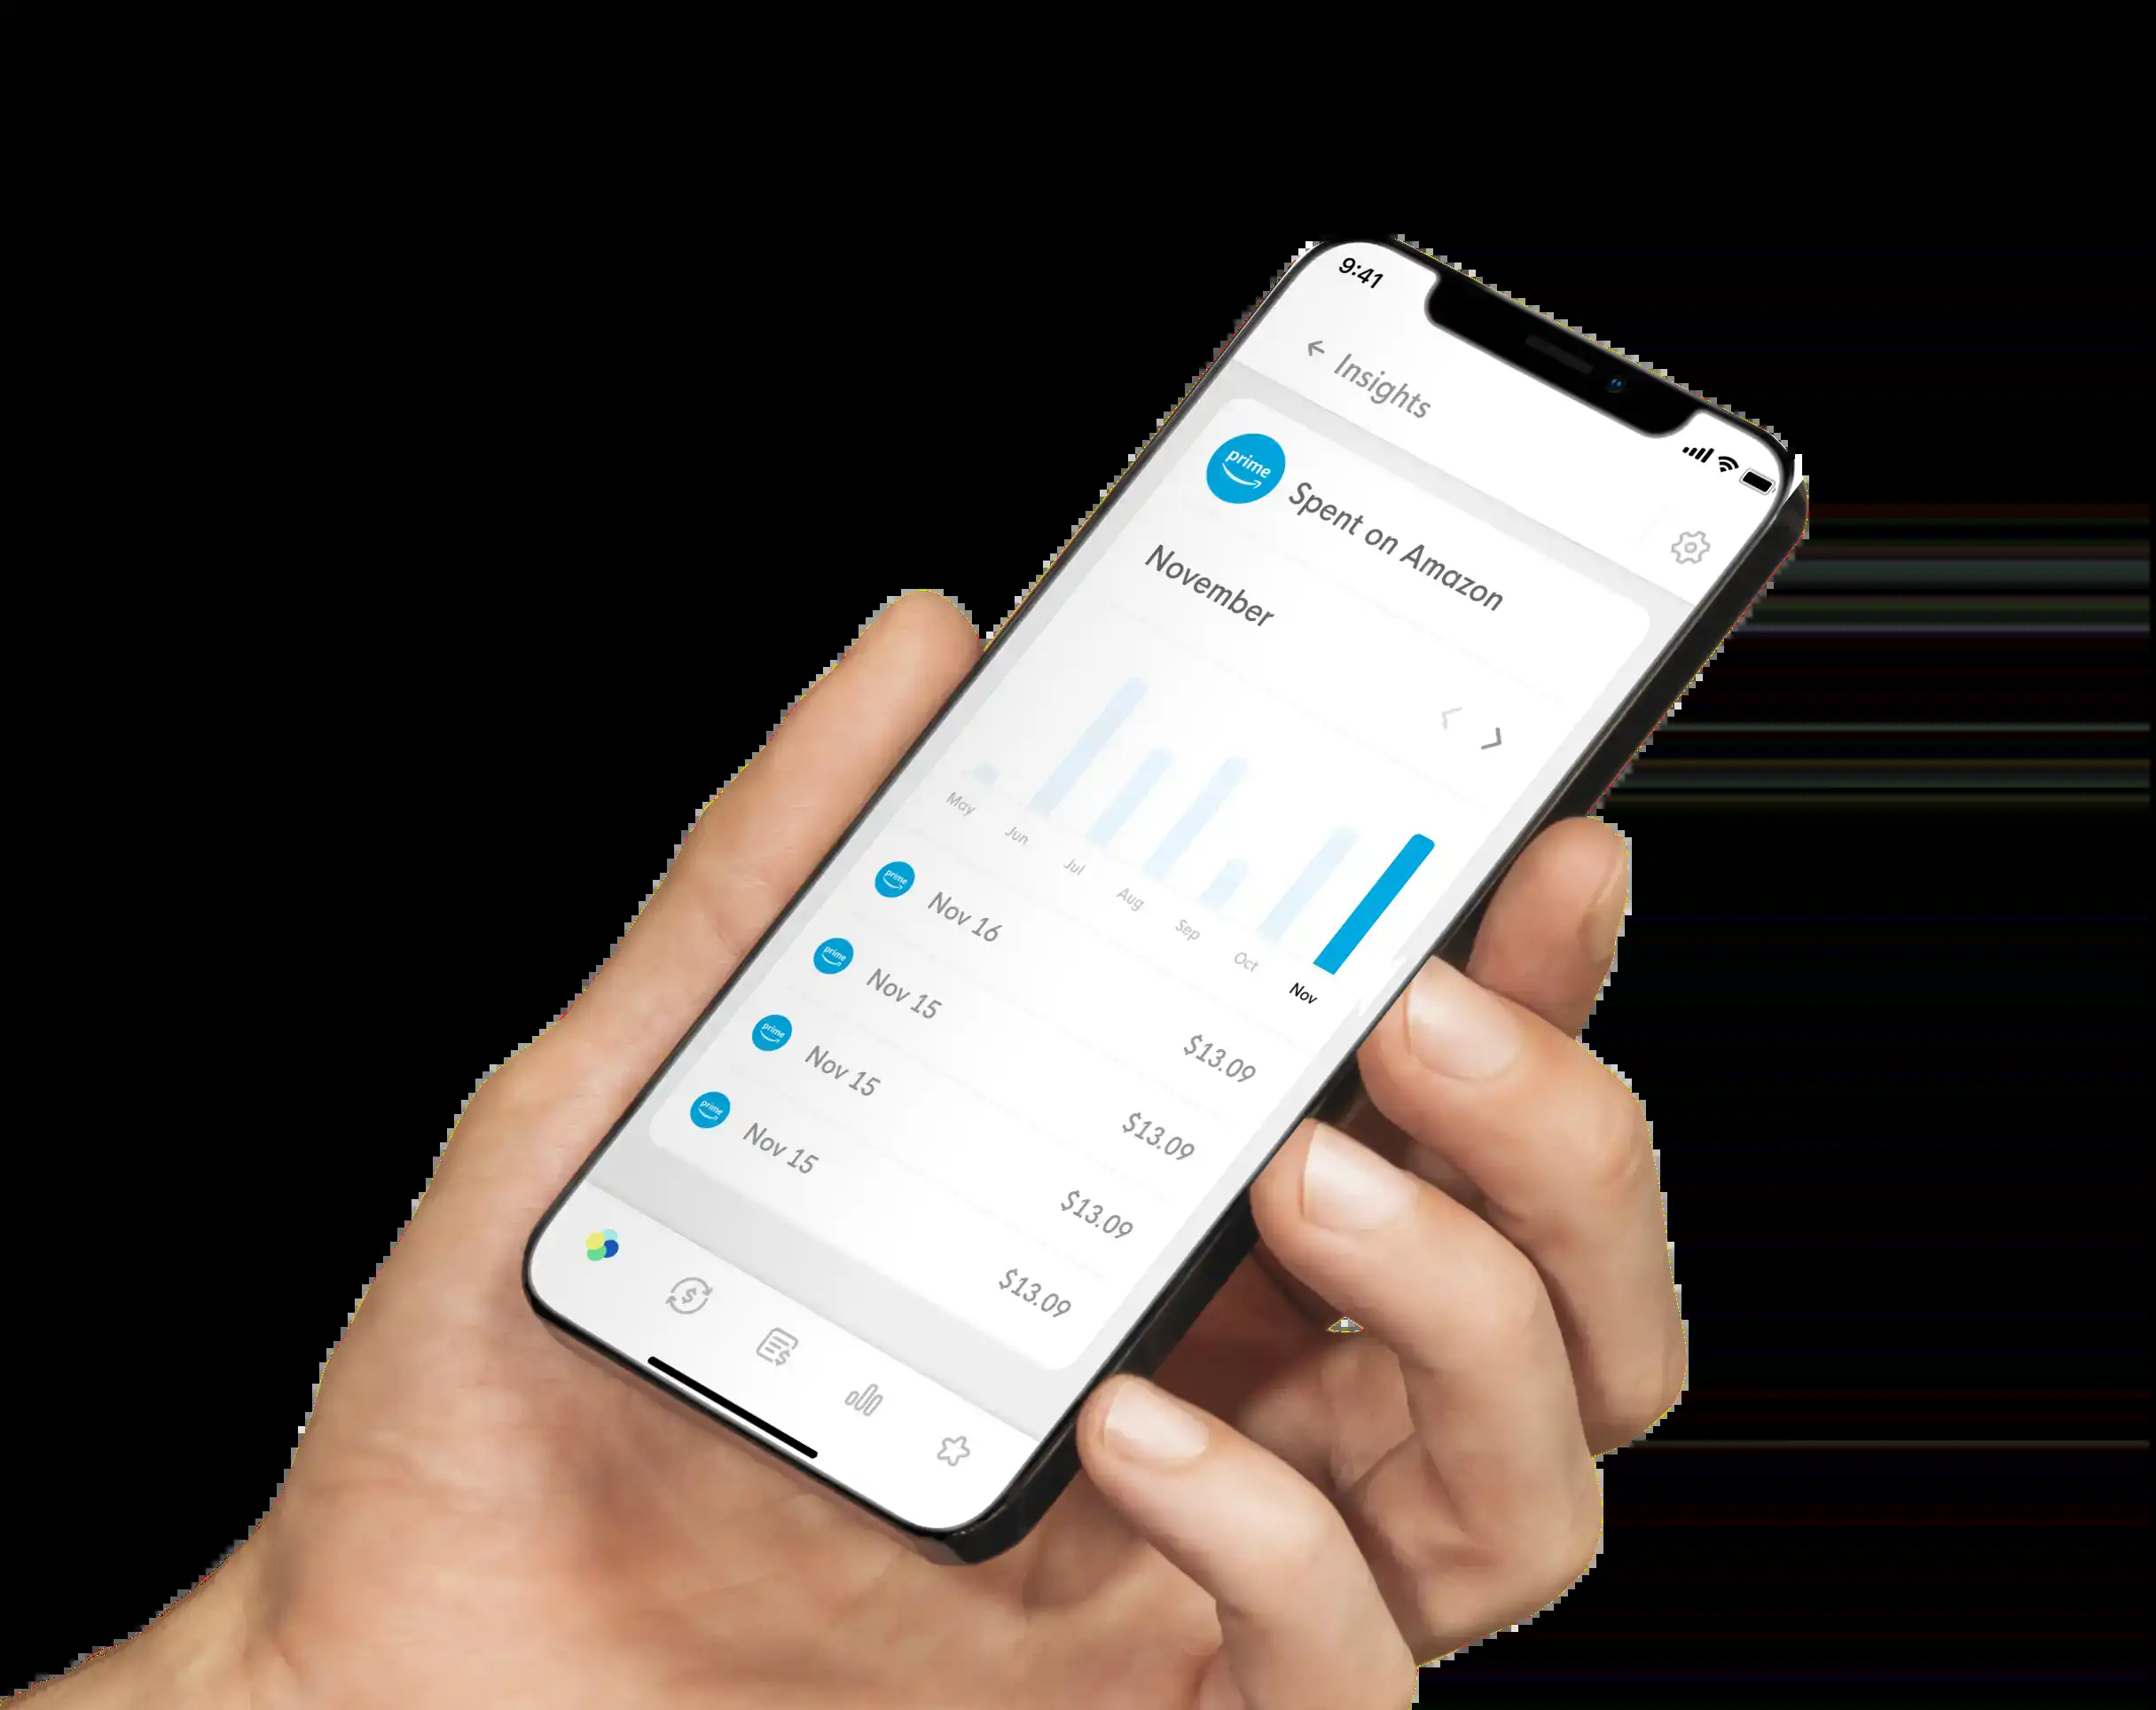 9:41
Insights
prime
Spent on Amazon
November
May Jun Jul Aug Sep Oct Nov
prime Nov 16 $13.09
prime Nov 15 $13.09
prime Nov 15 $13.09
prime Nov 15 $13.09